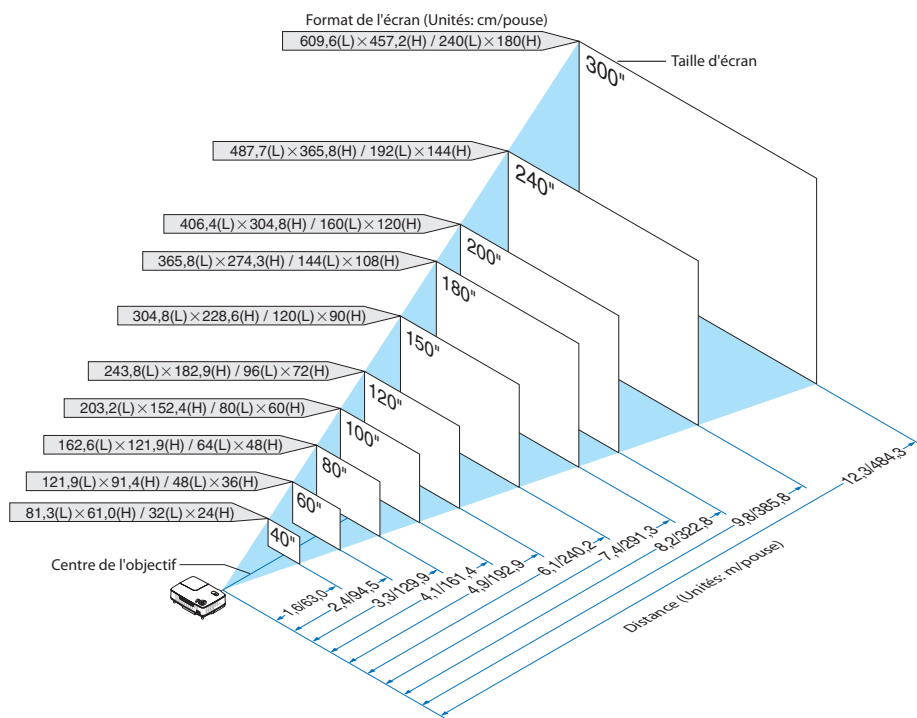 Format de l'écran (Unités: cm/pouse)
609,6(L)×457,2(H) / 240(L)×180(H)
Taille d'écran
300"
487,7(L)×365,8(H) / 192(L)×144(H)
240"
406,4(L)×304,8(H) / 160(L)×120(H)
200"
365,8(L)×274,3(H) / 144(L)×108(H)
180"
304,8(L)×228,6(H) / 120(L)×90(H)
150"
243,8(L)×182,9(H) / 96(L)×72(H)
120"
203,2(L)×152,4(H) / 80(L)×60(H)
100"
162,6(L)×121,9(H) / 64(L)×48(H)
80"
121,9(L)×91,4(H) / 48(L)×36(H)
60"
81,3(L)×61,0(H) / 32(L)×24(H)
40"
Centre de l'objectif
1,6/63,0
2,4/94,5
3,3/129,9
4,1/161,4
4,9/192,9
6,1/240,2
7,4/291,3
8,2/322,8
9,8/385,8
12,3/484,3
Distance (Unités: m/pouse)